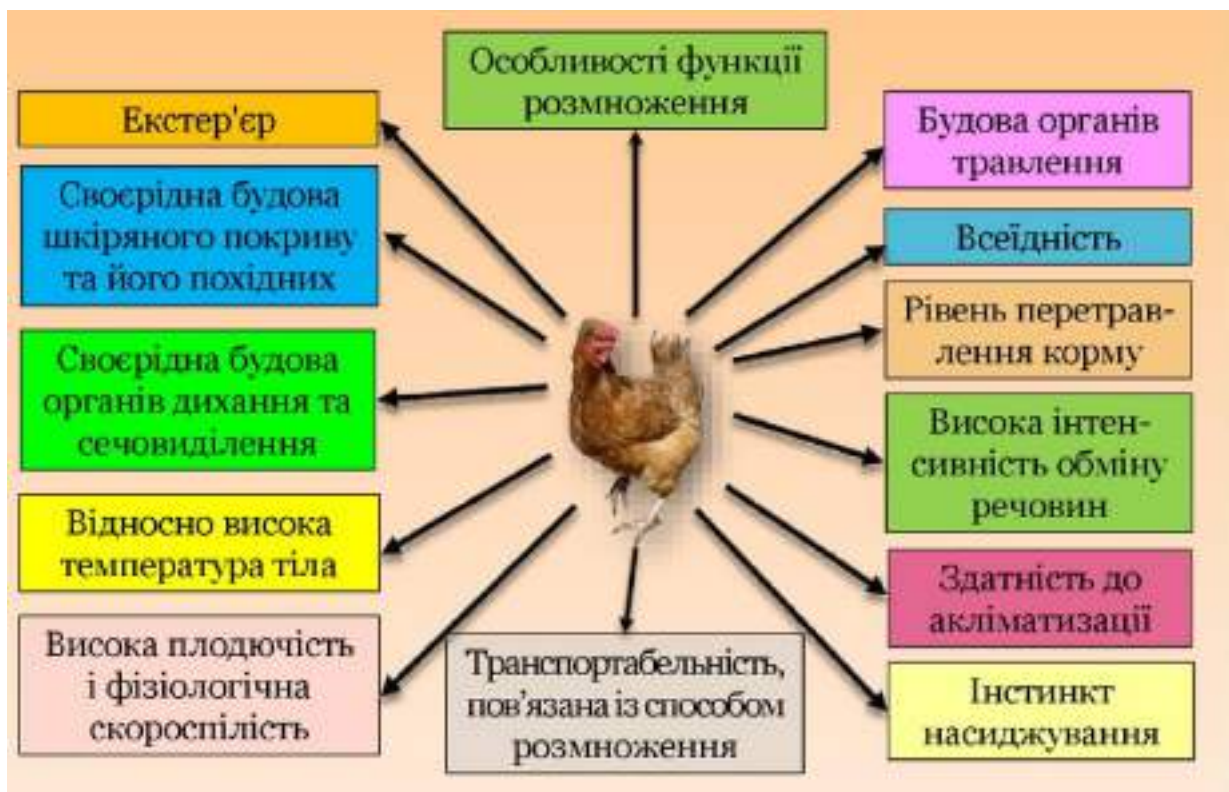 Особливості функції
розмноження
Екстер'єр
Своєрідна будова
шкіряного покриву
та його похідних
Своєрідна будова
органів дихання та
сечовиділення
Відносно висока
температура тіла
Висока плодючість
і фізіологічна
скороспілість
Транспортабельність,
пов’язана із способом
розмноження
Будова органів
травлення
Всеїдність
Рівень перетрав-
лення корму
Висока інтен-
сивність обміну
речовин
Здатність до
акліматизації
Інстинкт
насиджування